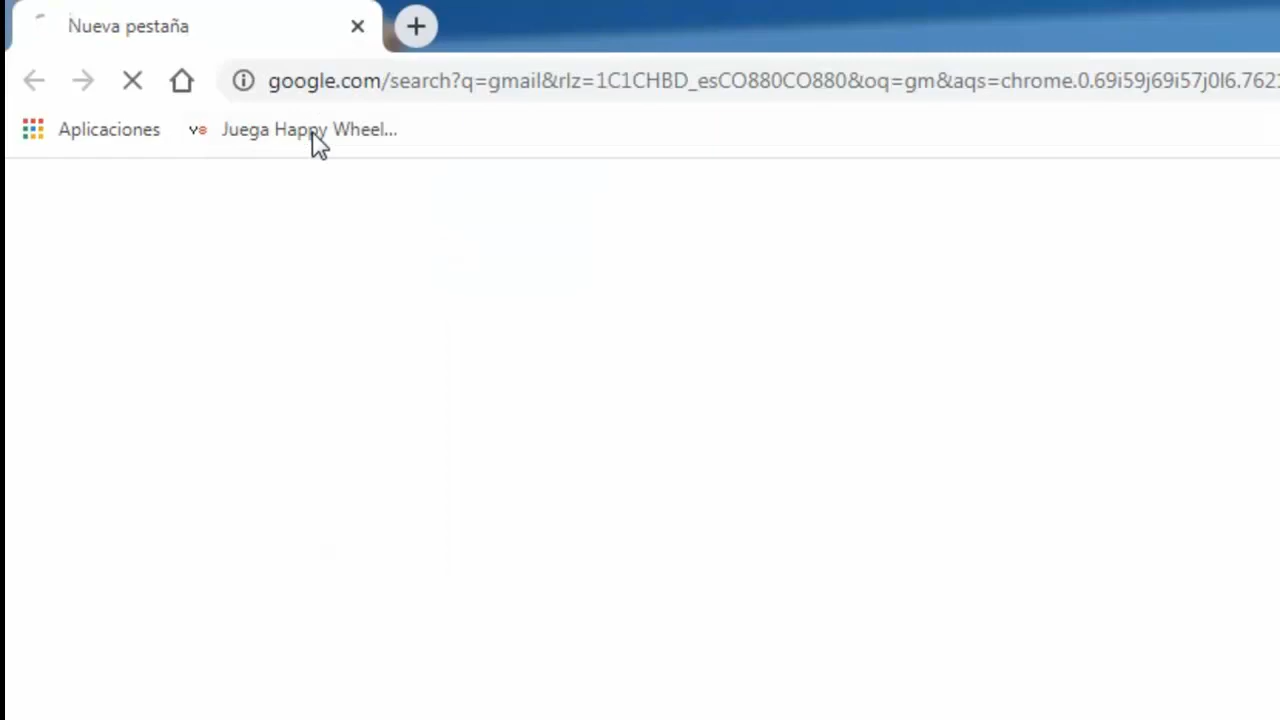 Nueva pestaña
google.com/search?q=gmail&rlz=1C1CHBD_esCO880CO880&oq=gm&aqs=chrome.0.69i59j69i57j0l6.762
Aplicaciones v8 Juega Happy Wheel...